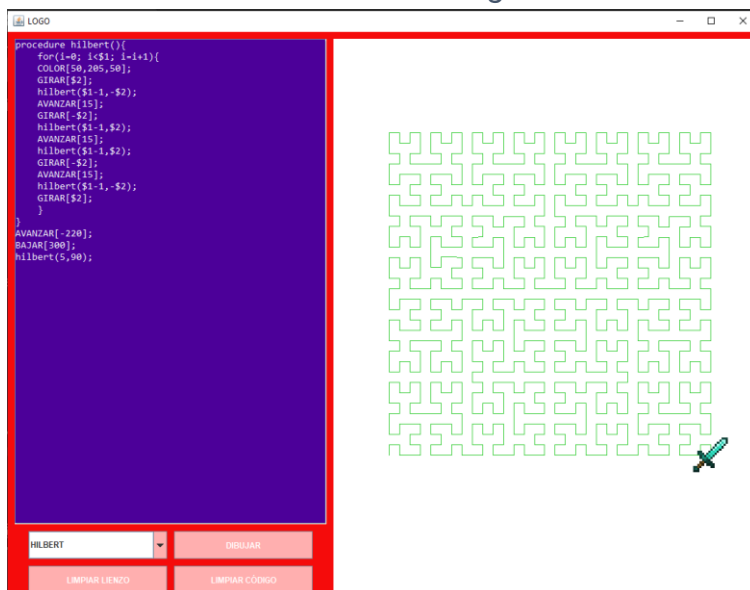 LOGO
procedure hilbert(){
for(i=0; i<$1; i=i+1){
COLOR[50,205,50];
GIRAR[$2];
hilbert($1-1,-$2);
AVANZAR[15];
GIRAR[-$2];
hilbert($1-1,$2);
AVANZAR[15];
hilbert($1-1,$2);
GIRAR[-$2];
AVANZAR[15];
hilbert($1-1,-$2);
GIRAR[$2];
}
}
AVANZAR[-220];
BAJAR[300];
hilbert(5,90);
HILBERT
DIBUJAR
LIMPIAR LIENZO
LIMPIAR CÓDIGO